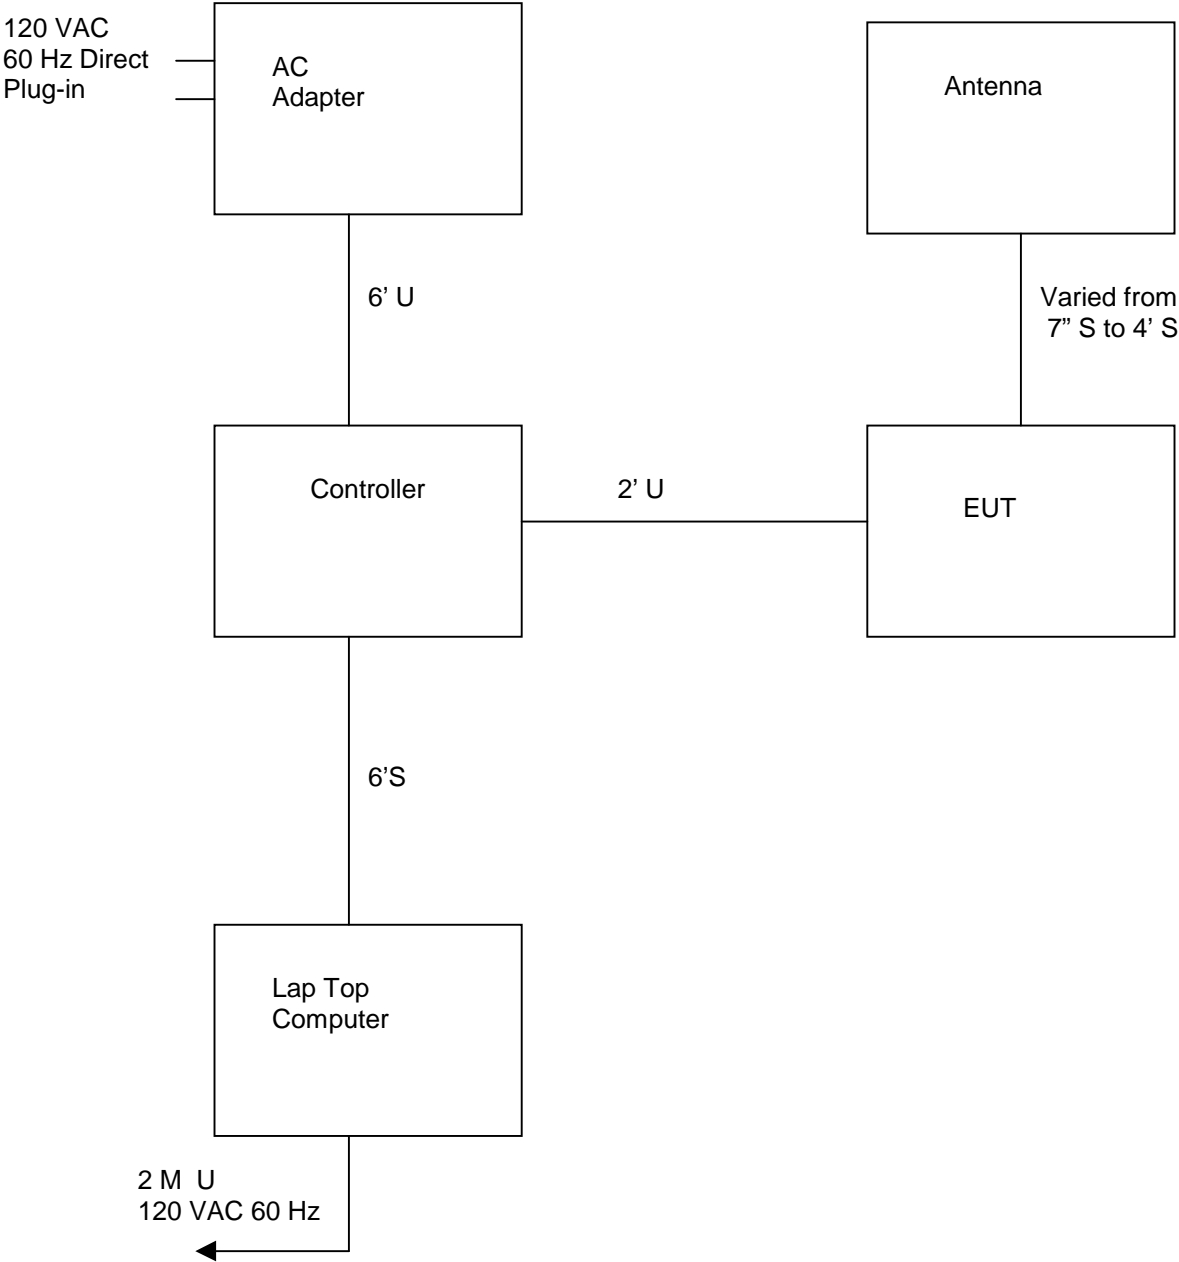 120 VAC
60 Hz Direct
Plug-in
AC
Adapter
Antenna
6’ U
Varied from
7” S to 4’ S
Controller
2’ U
EUT
6’S
Lap Top
Computer
2 M  U
120 VAC 60 Hz